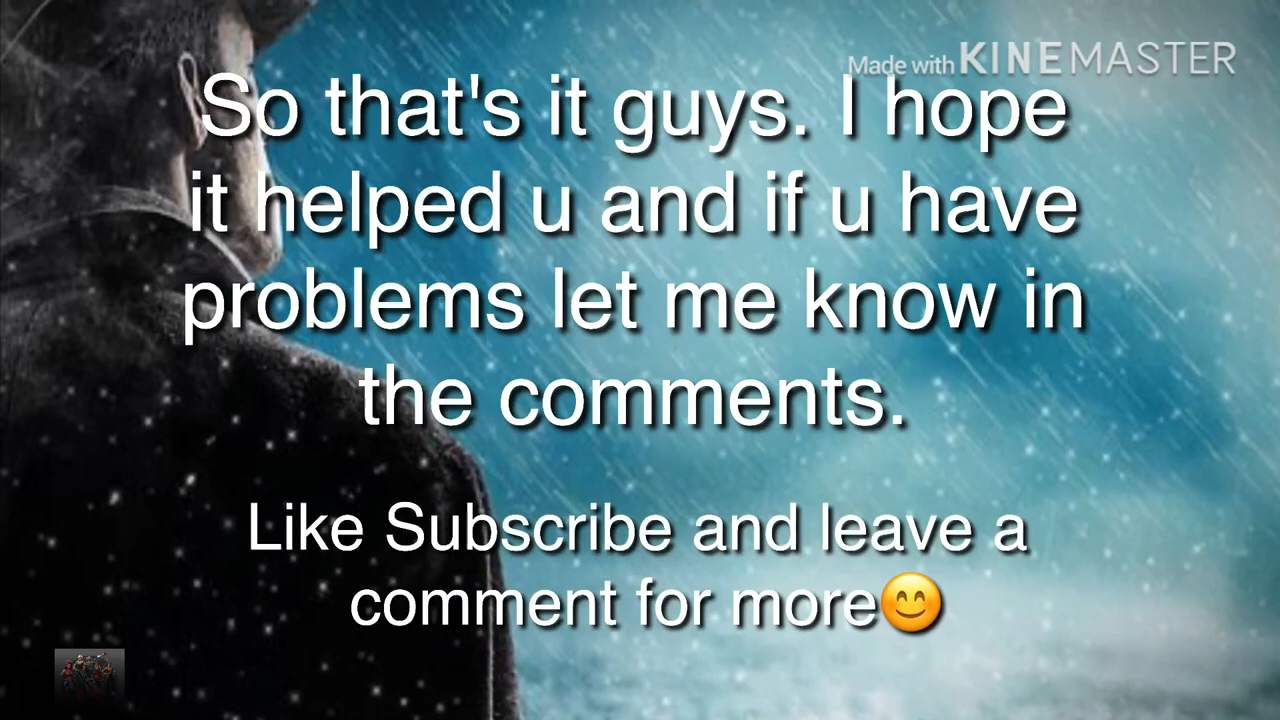 Made with KINEMASTER
So that's it guys. I hope
it helped u and if u have
problems let me know in
the comments.
Like Subscribe and leave a
comment for more😊